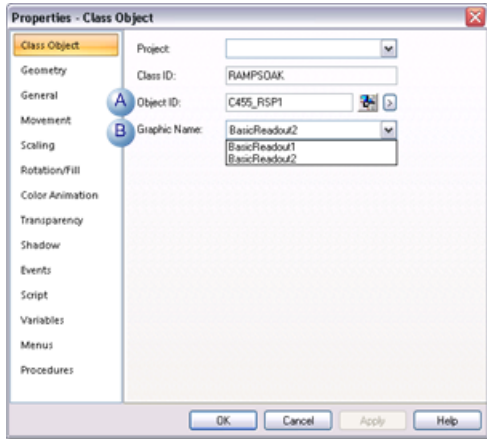 Properties - Class Object
Class Object
Geometry
General
Movement
Scaling
Rotation/Fill
Color Animation
Transparency
Shadow
Events
Script
Variables
Menus
Procedures
Project:
Class ID: RAMPSOAK
A Object ID: C455_RSP1
B Graphic Name: BasicReadout2
BasicReadout1
BasicReadout2
OK Cancel Apply Help